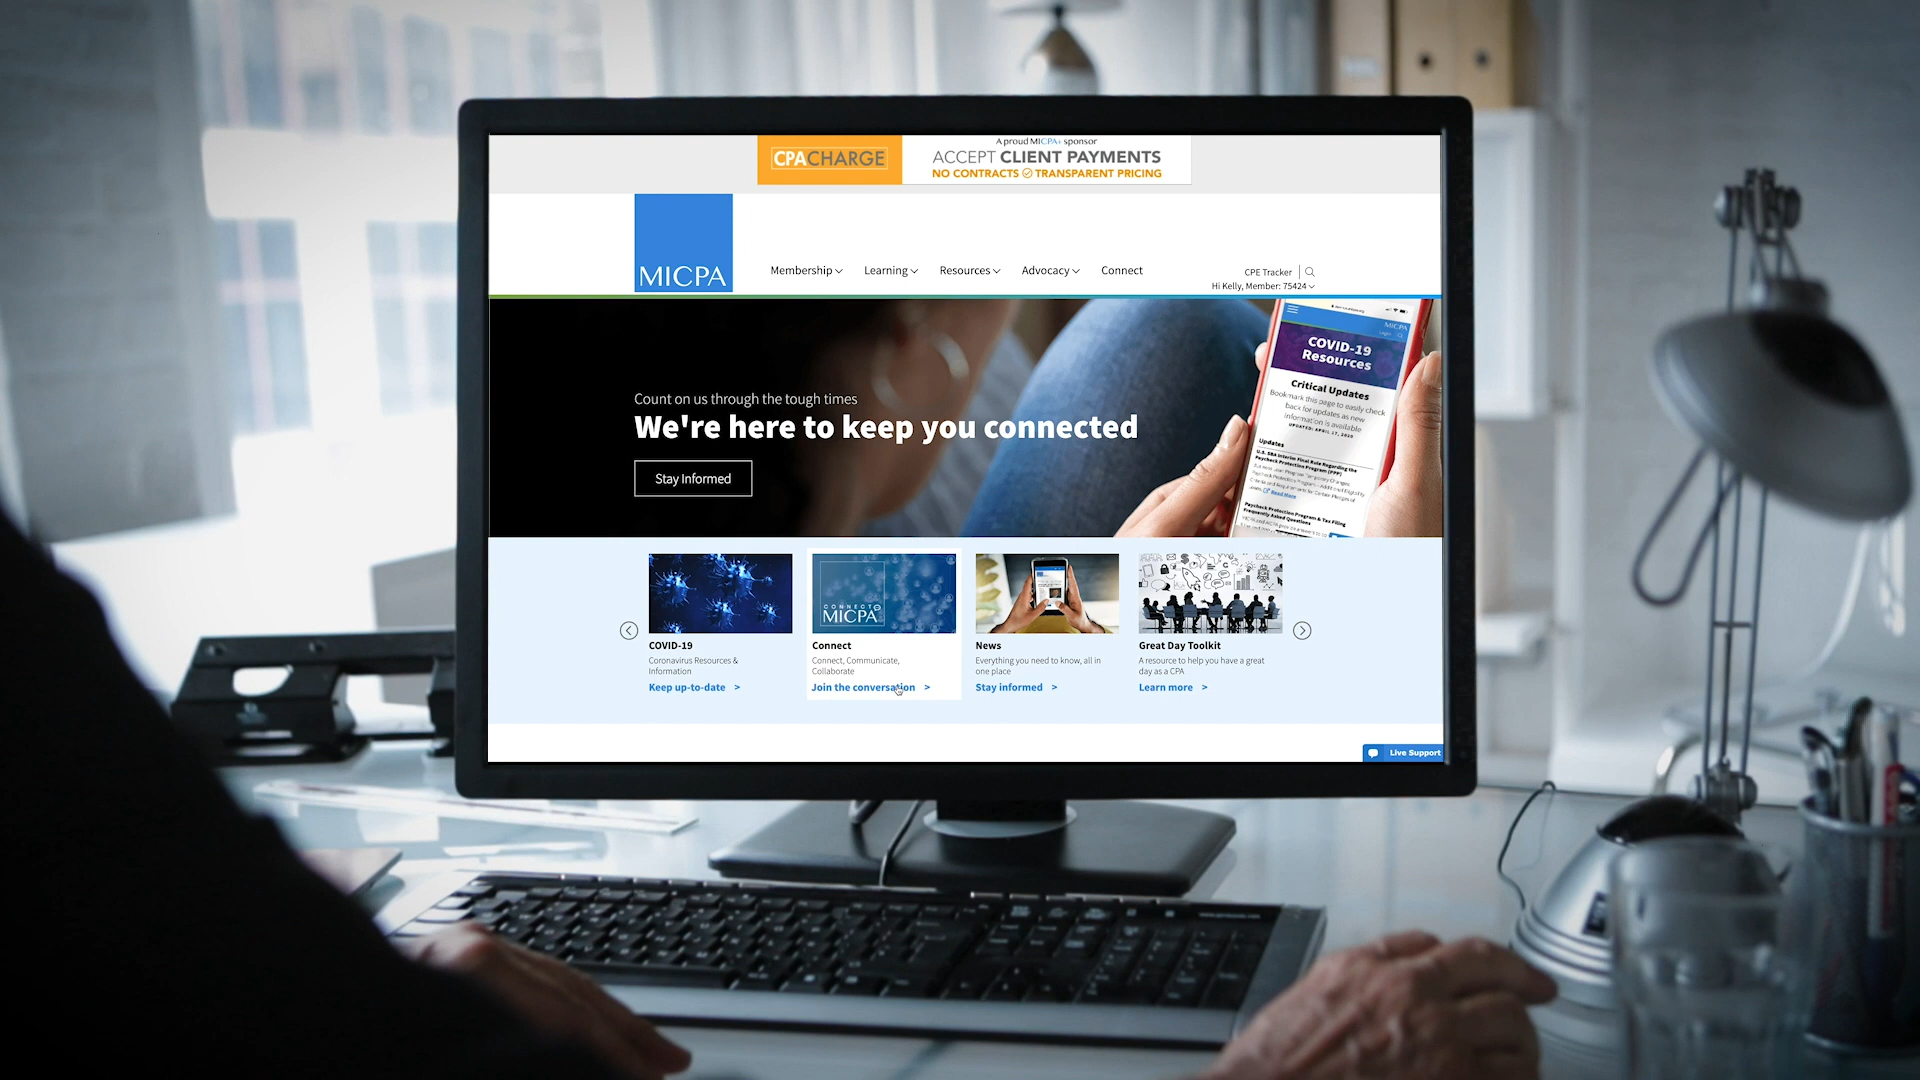 A proud MICPA+ sponsor
CPACHARGE
ACCEPT CLIENT PAYMENTS
NO CONTRACTS TRANSPARENT PRICING
MICPA
Membership
Learning
Resources
Advocacy
Connect
CPE Tracker
Hi Kelly, Member: 75424
Count on us through the tough times
We're here to keep you connected
Stay Informed
MICPA
Login
COVID-19
Resources
Critical Updates
Bookmark this page to easily check
back for updates as new
information is available
UPDATED: APRIL 17, 2020
Updates
U.S. SBA Interim Final Rule Regarding the
Paycheck Protection Program (PPP)
Read More
Paycheck Protection Program & Tax Filing
Frequently Asked Questions
CONNECT
MICPA
COVID-19
Coronavirus Resources &
Information
Keep up-to-date >
Connect
Connect, Communicate,
Collaborate
Join the conversation >
News
Everything you need to know, all in
one place
Stay informed >
Great Day Toolkit
A resource to help you have a great
day as a CPA
Learn more >
Live Support